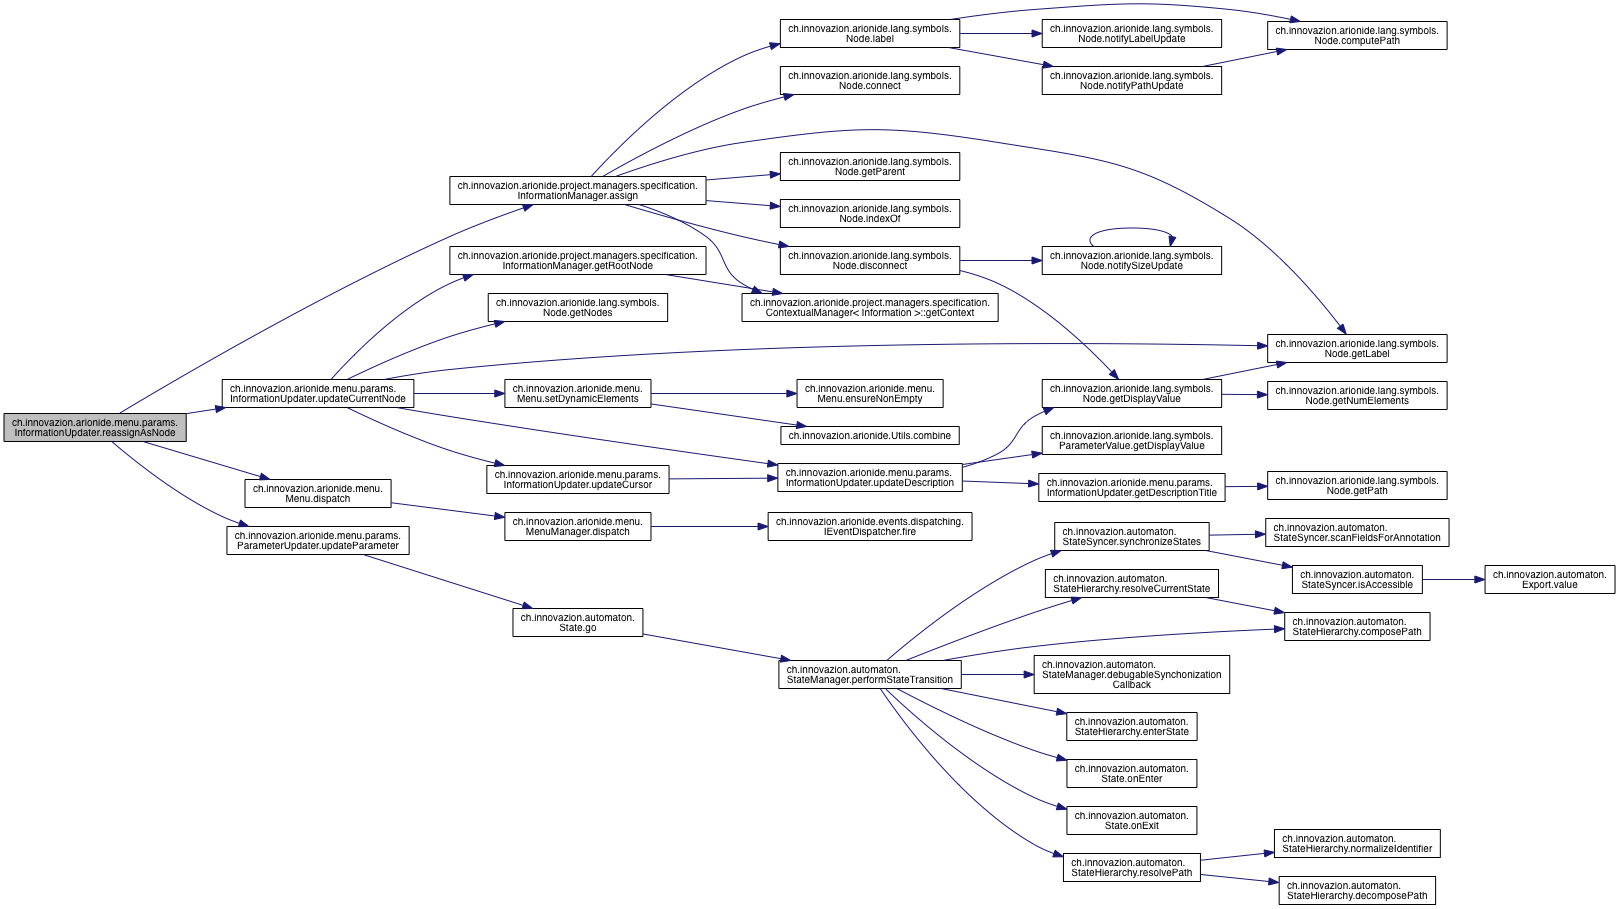 ch.innovazion.arionide.menu.params.
InformationUpdater.reassignAsNode
ch.innovazion.arionide.project.managers.specification.
InformationManager.assign
ch.innovazion.arionide.menu.params.
InformationUpdater.updateCurrentNode
ch.innovazion.arionide.menu.
Menu.dispatch
ch.innovazion.arionide.menu.params.
ParameterUpdater.updateParameter
ch.innovazion.arionide.project.managers.specification.
InformationManager.getRootNode
ch.innovazion.arionide.lang.symbols.
Node.getNodes
ch.innovazion.arionide.menu.
Menu.setDynamicElements
ch.innovazion.arionide.menu.params.
InformationUpdater.updateCursor
ch.innovazion.arionide.menu.
MenuManager.dispatch
ch.innovazion.automaton.
State.go
ch.innovazion.arionide.lang.symbols.
Node.label
ch.innovazion.arionide.lang.symbols.
Node.connect
ch.innovazion.arionide.lang.symbols.
Node.getParent
ch.innovazion.arionide.lang.symbols.
Node.indexOf
ch.innovazion.arionide.lang.symbols.
Node.disconnect
ch.innovazion.arionide.project.managers.specification.
ContextualManager< Information >::getContext
ch.innovazion.arionide.menu.
Menu.ensureNonEmpty
ch.innovazion.arionide.Utils.combine
ch.innovazion.arionide.menu.params.
InformationUpdater.updateDescription
ch.innovazion.arionide.events.dispatching.
IEventDispatcher.fire
ch.innovazion.automaton.
StateManager.performStateTransition
ch.innovazion.arionide.lang.symbols.
Node.notifyLabelUpdate
ch.innovazion.arionide.lang.symbols.
Node.notifyPathUpdate
ch.innovazion.arionide.lang.symbols.
Node.notifySizeUpdate
ch.innovazion.arionide.lang.symbols.
Node.getDisplayValue
ch.innovazion.arionide.lang.symbols.
ParameterValue.getDisplayValue
ch.innovazion.arionide.menu.params.
InformationUpdater.getDescriptionTitle
ch.innovazion.automaton.
StateSyncer.synchronizeStates
ch.innovazion.automaton.
StateHierarchy.resolveCurrentState
ch.innovazion.automaton.
StateManager.debugableSynchonization
Callback
ch.innovazion.automaton.
StateHierarchy.enterState
ch.innovazion.automaton.
State.onEnter
ch.innovazion.automaton.
State.onExit
ch.innovazion.automaton.
StateHierarchy.resolvePath
ch.innovazion.arionide.lang.symbols.
Node.computePath
ch.innovazion.arionide.lang.symbols.
Node.getLabel
ch.innovazion.arionide.lang.symbols.
Node.getNumElements
ch.innovazion.arionide.lang.symbols.
Node.getPath
ch.innovazion.automaton.
StateSyncer.scanFieldsForAnnotation
ch.innovazion.automaton.
StateSyncer.isAccessible
ch.innovazion.automaton.
StateHierarchy.composePath
ch.innovazion.automaton.
StateHierarchy.normalizeIdentifier
ch.innovazion.automaton.
StateHierarchy.decomposePath
ch.innovazion.automaton.
Export.value